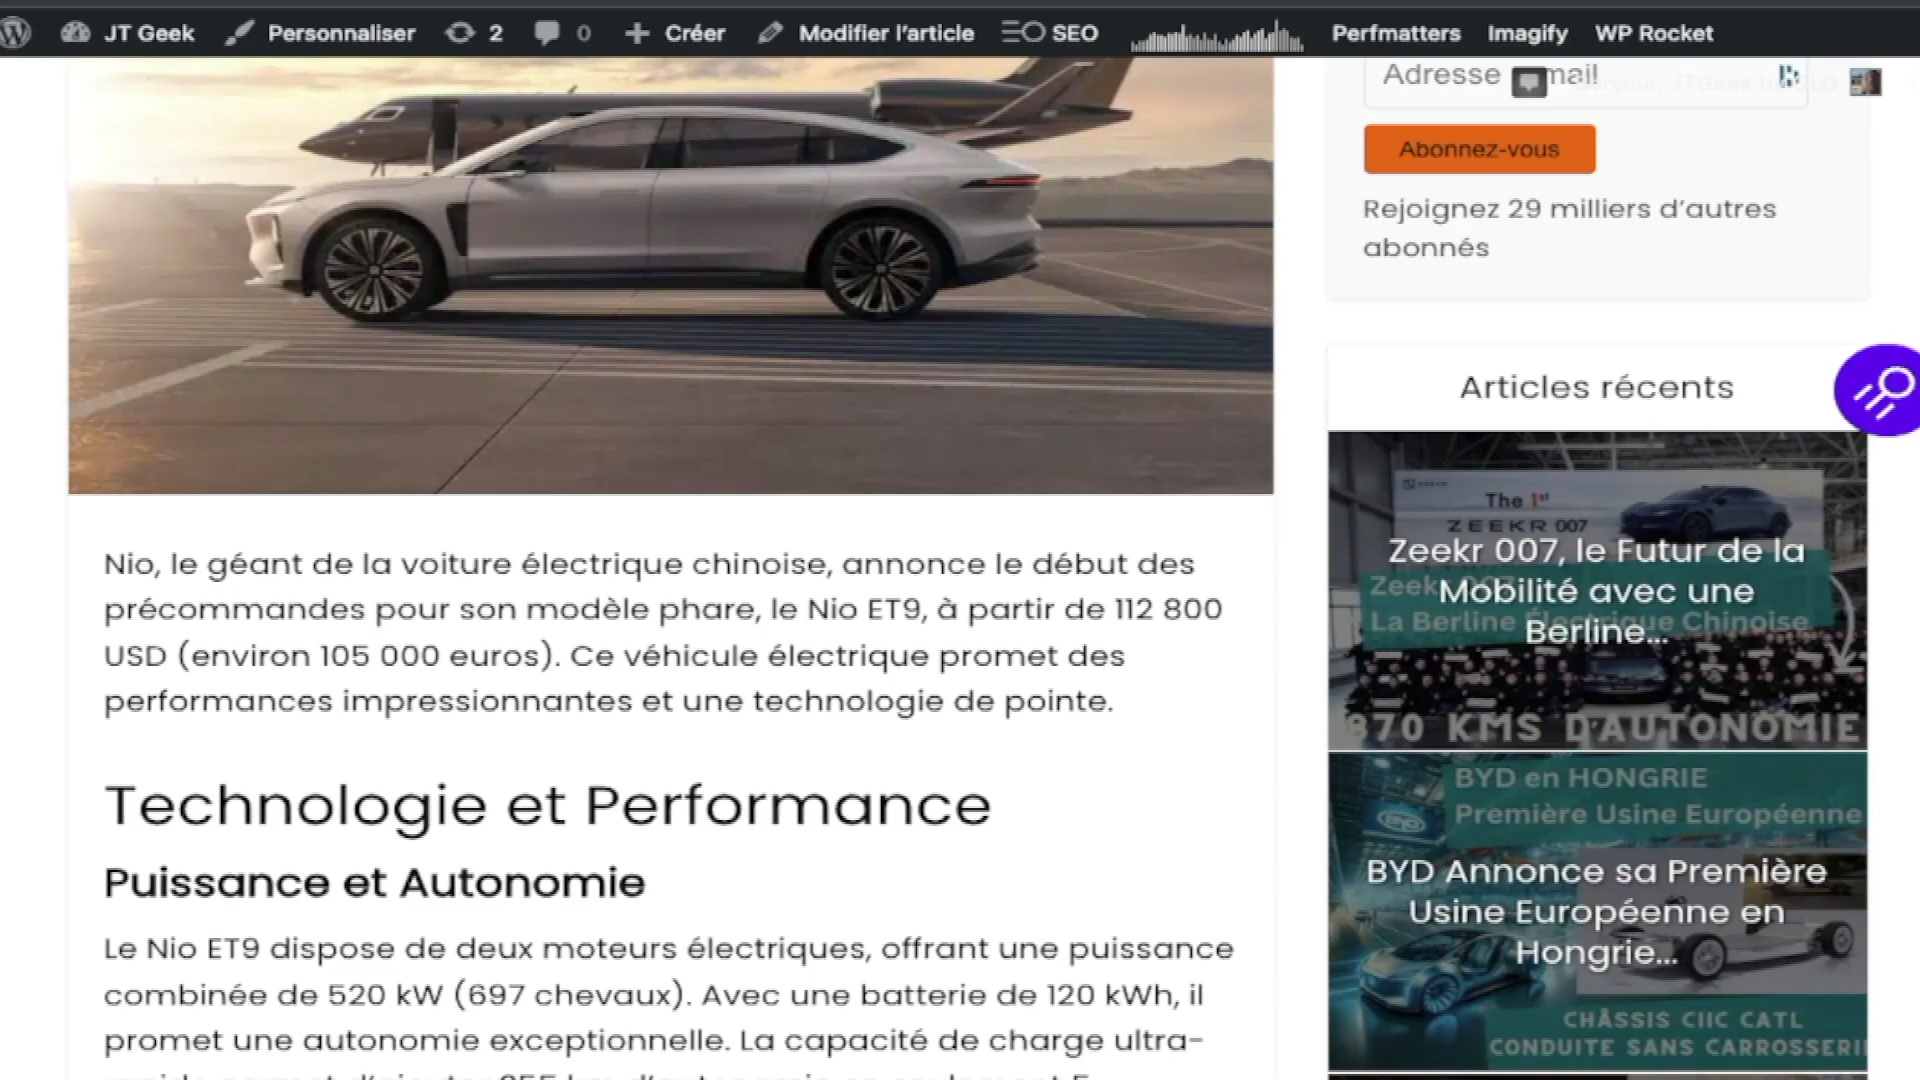 JT Geek Personnaliser 2 0 Créer Modifier l'article SEO Perfmatters Imagify WP Rocket
Adresse mail
Bonjour, JTGeek by
Abonnez-vous
Rejoignez 29 milliers d'autres
abonnés
Articles récents
The 1st
ZEEKR 007
Zeekr 007, le Futur de la
Mobilité avec une
Berline...
La Berline Électrique Chinoise
870 KMS D'AUTONOMIE
BYD en HONGRIE
Première Usine Européenne
BYD
BYD Annonce sa Première
Usine Européenne en
Hongrie...
CHÂSSIS CIIC CATL
CONDUITE SANS CARROSSERI
Nio, le géant de la voiture électrique chinoise, annonce le début des
précommandes pour son modèle phare, le Nio ET9, à partir de 112 800
USD (environ 105 000 euros). Ce véhicule électrique promet des
performances impressionnantes et une technologie de pointe.
Technologie et Performance
Puissance et Autonomie
Le Nio ET9 dispose de deux moteurs électriques, offrant une puissance
combinée de 520 kW (697 chevaux). Avec une batterie de 120 kWh, il
promet une autonomie exceptionnelle. La capacité de charge ultra-